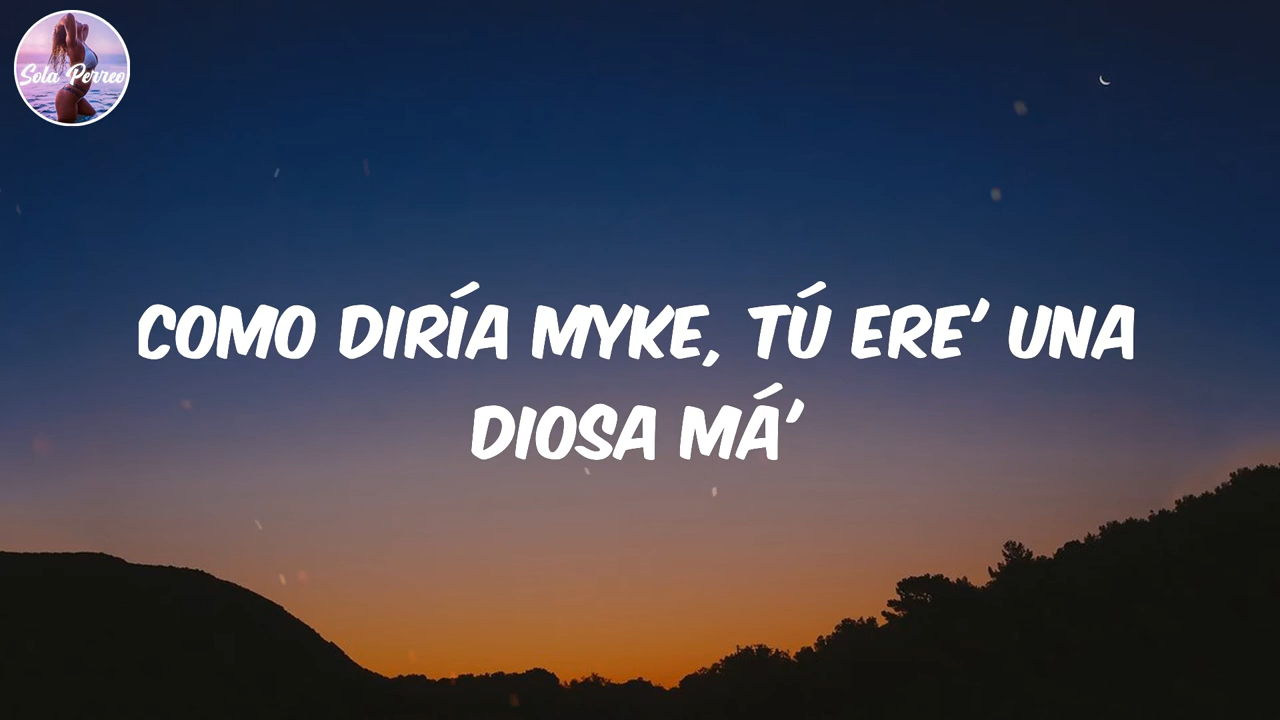 Sola Perreo
COMO DIRÍA MYKE, TÚ ERE' UNA
DIOSA MÁ'